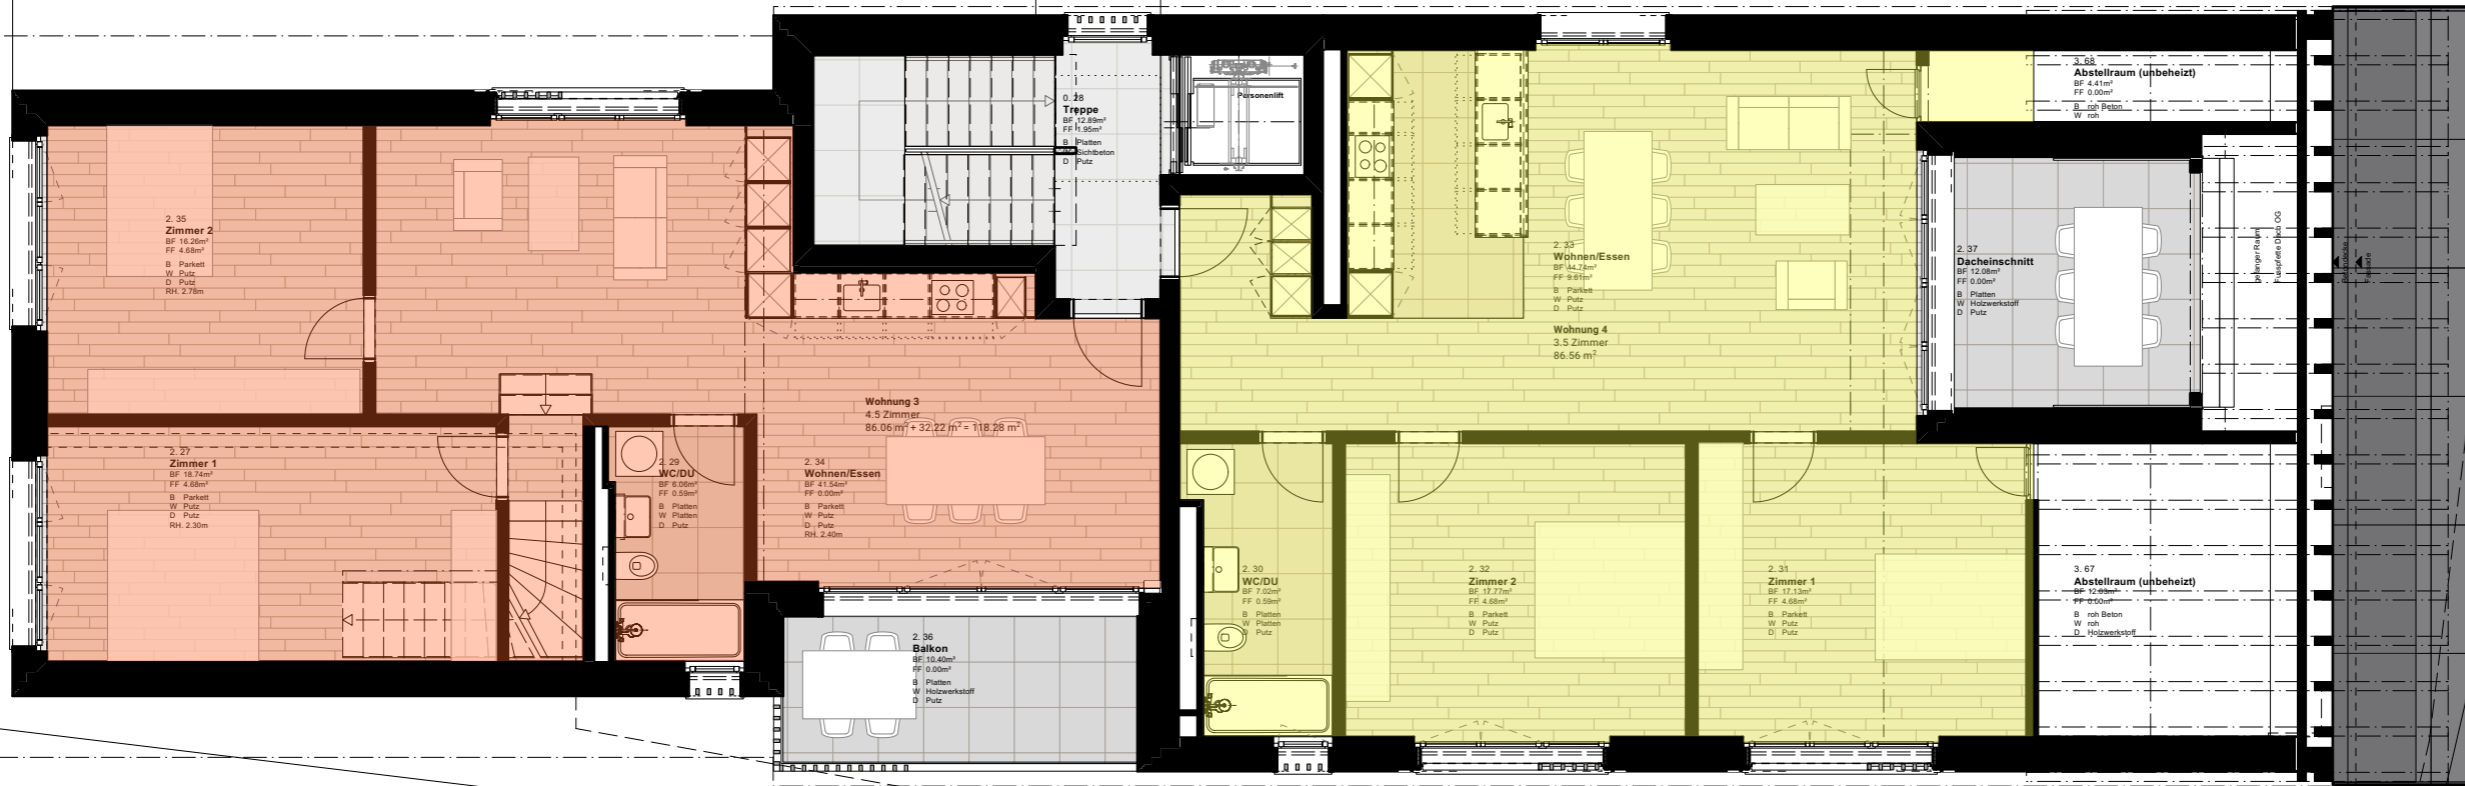 0. 28
Treppe
BF 12.89m²
FF 1.95m²
B Platten
W Sichtbeton
D Putz
Personenlift
3. 68
Abstellraum (unbeheizt)
BF 4.41m²
FF 0.00m²
B roh Beton
W roh
2. 35
Zimmer 2
BF 16.26m²
FF 4.68m²
B Parkett
W Putz
D Putz
RH. 2.78m
2. 33
Wohnen/Essen
BF 44.74m²
FF 9.61m²
B Parkett
W Putz
D Putz
Wohnung 4
3.5 Zimmer
86.56 m²
2. 37
Dacheinschnitt
BF 12.08m²
FF 0.00m²
B Platten
W Holzwerkstoff
D Putz
Fusspfette Dach OG
Fassade
Wohnung 3
4.5 Zimmer
86.06 m² + 32.22 m² = 118.28 m²
2. 27
Zimmer 1
BF 18.74m²
FF 4.68m²
B Parkett
W Putz
D Putz
RH. 2.30m
2. 29
WC/DU
BF 6.06m²
FF 0.59m²
B Platten
W Platten
D Putz
2. 34
Wohnen/Essen
BF 41.54m²
FF 0.00m²
B Parkett
W Putz
D Putz
RH. 2.40m
2. 36
Balkon
BF 10.40m²
FF 0.00m²
B Platten
W Holzwerkstoff
D Putz
2. 30
WC/DU
BF 7.02m²
FF 0.59m²
B Platten
W Platten
D Putz
2. 32
Zimmer 2
BF 17.77m²
FF 4.68m²
B Parkett
W Putz
D Putz
2. 31
Zimmer 1
BF 17.13m²
FF 4.68m²
B Parkett
W Putz
D Putz
3. 67
Abstellraum (unbeheizt)
BF 12.03m²
FF 0.00m²
B roh Beton
W roh
D Holzwerkstoff